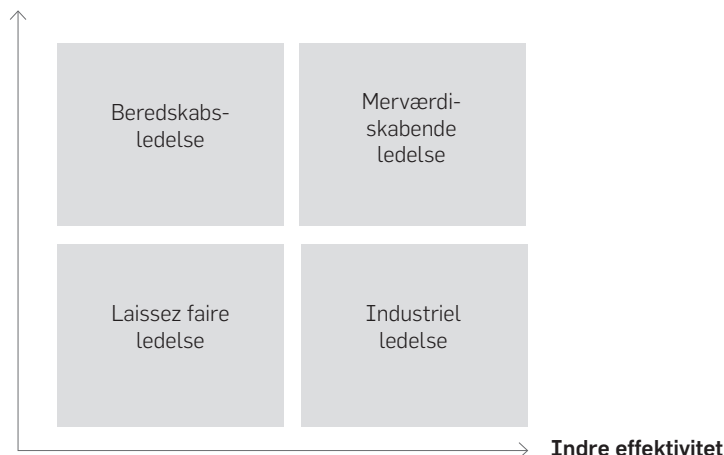 Beredskabs-
ledelse
Merværdi-
skabende
ledelse
Laissez faire
ledelse
Industriel
ledelse
Indre effektivitet